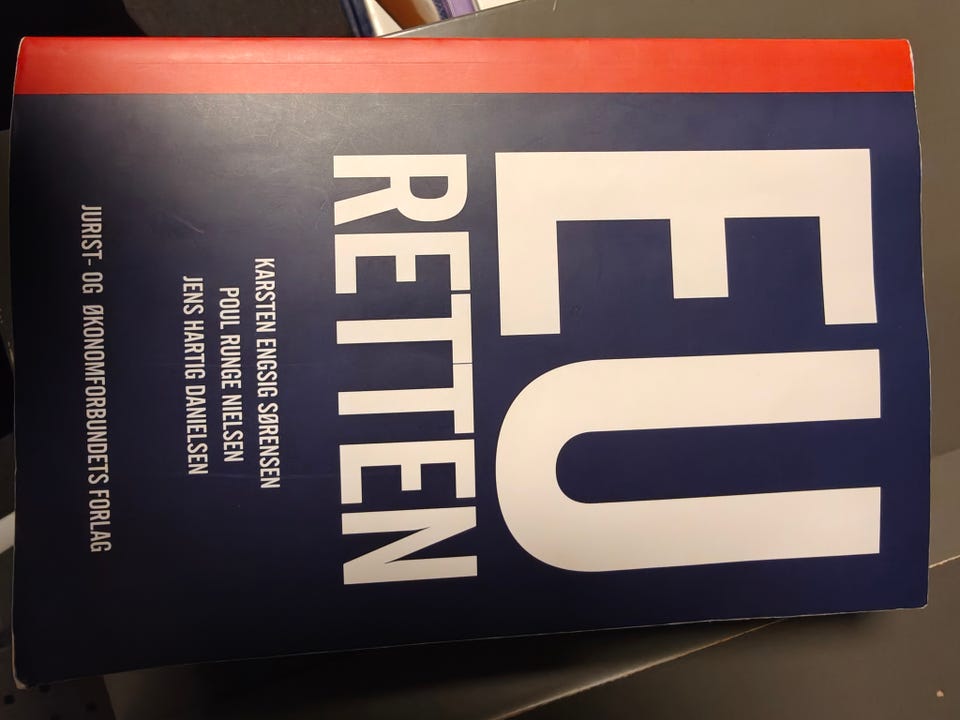 EU
RETTEN
KARSTEN ENGSIG SØRENSEN
POUL RUNGE NIELSEN
JENS HARTIG DANIELSEN
JURIST- OG ØKONOMFORBUNDETS FORLAG